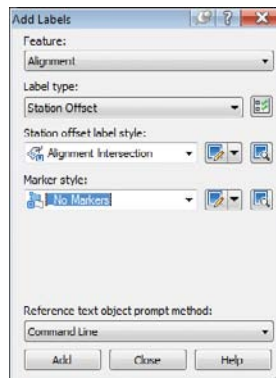 Add Labels
Feature:
Alignment
Label type:
Station Offset
Station offset label style:
Alignment Intersection
Marker style:
_No Markers
Reference text object prompt method:
Command Line
Add Close Help